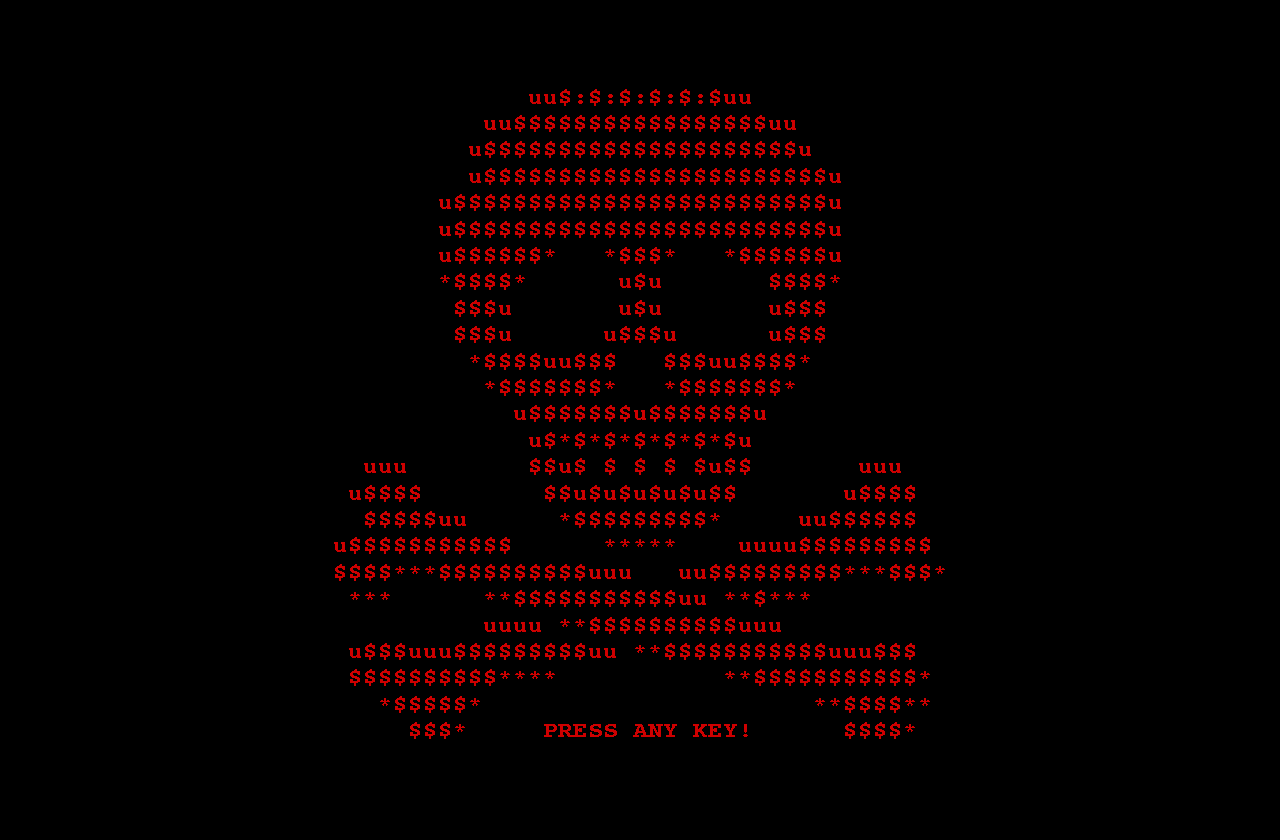 uu$:$:$:$:$:$uu
uu$$$$$$$$$$$$$$$$$uu
u$$$$$$$$$$$$$$$$$$$$$u
u$$$$$$$$$$$$$$$$$$$$$$$u
u$$$$$$$$$$$$$$$$$$$$$$$$$u
u$$$$$$$$$$$$$$$$$$$$$$$$$u
u$$$$$$*   *$$$*   *$$$$$$u
*$$$$*      u$u       $$$$*
$$$u       u$u       u$$$
$$$u      u$$$u      u$$$
*$$$$uu$$$   $$$uu$$$$*
*$$$$$$$*   *$$$$$$$*
u$$$$$$$u$$$$$$$u
u$*$*$*$*$*$*$u
uuu        $$u$ $ $ $ $u$$       uuu
u$$$$        $$u$u$u$u$u$$       u$$$$
$$$$$uu      *$$$$$$$$$*     uu$$$$$$
u$$$$$$$$$$$      *****    uuuu$$$$$$$$$
$$$$***$$$$$$$$$$uuu   uu$$$$$$$$$***$$$*
***      **$$$$$$$$$$$uu **$***
uuuu **$$$$$$$$$$uuu
u$$$uuu$$$$$$$$$uu **$$$$$$$$$$$uuu$$$
$$$$$$$$$$****           **$$$$$$$$$$$*
*$$$$$*                      **$$$$**
$$$*     PRESS ANY KEY!      $$$$*